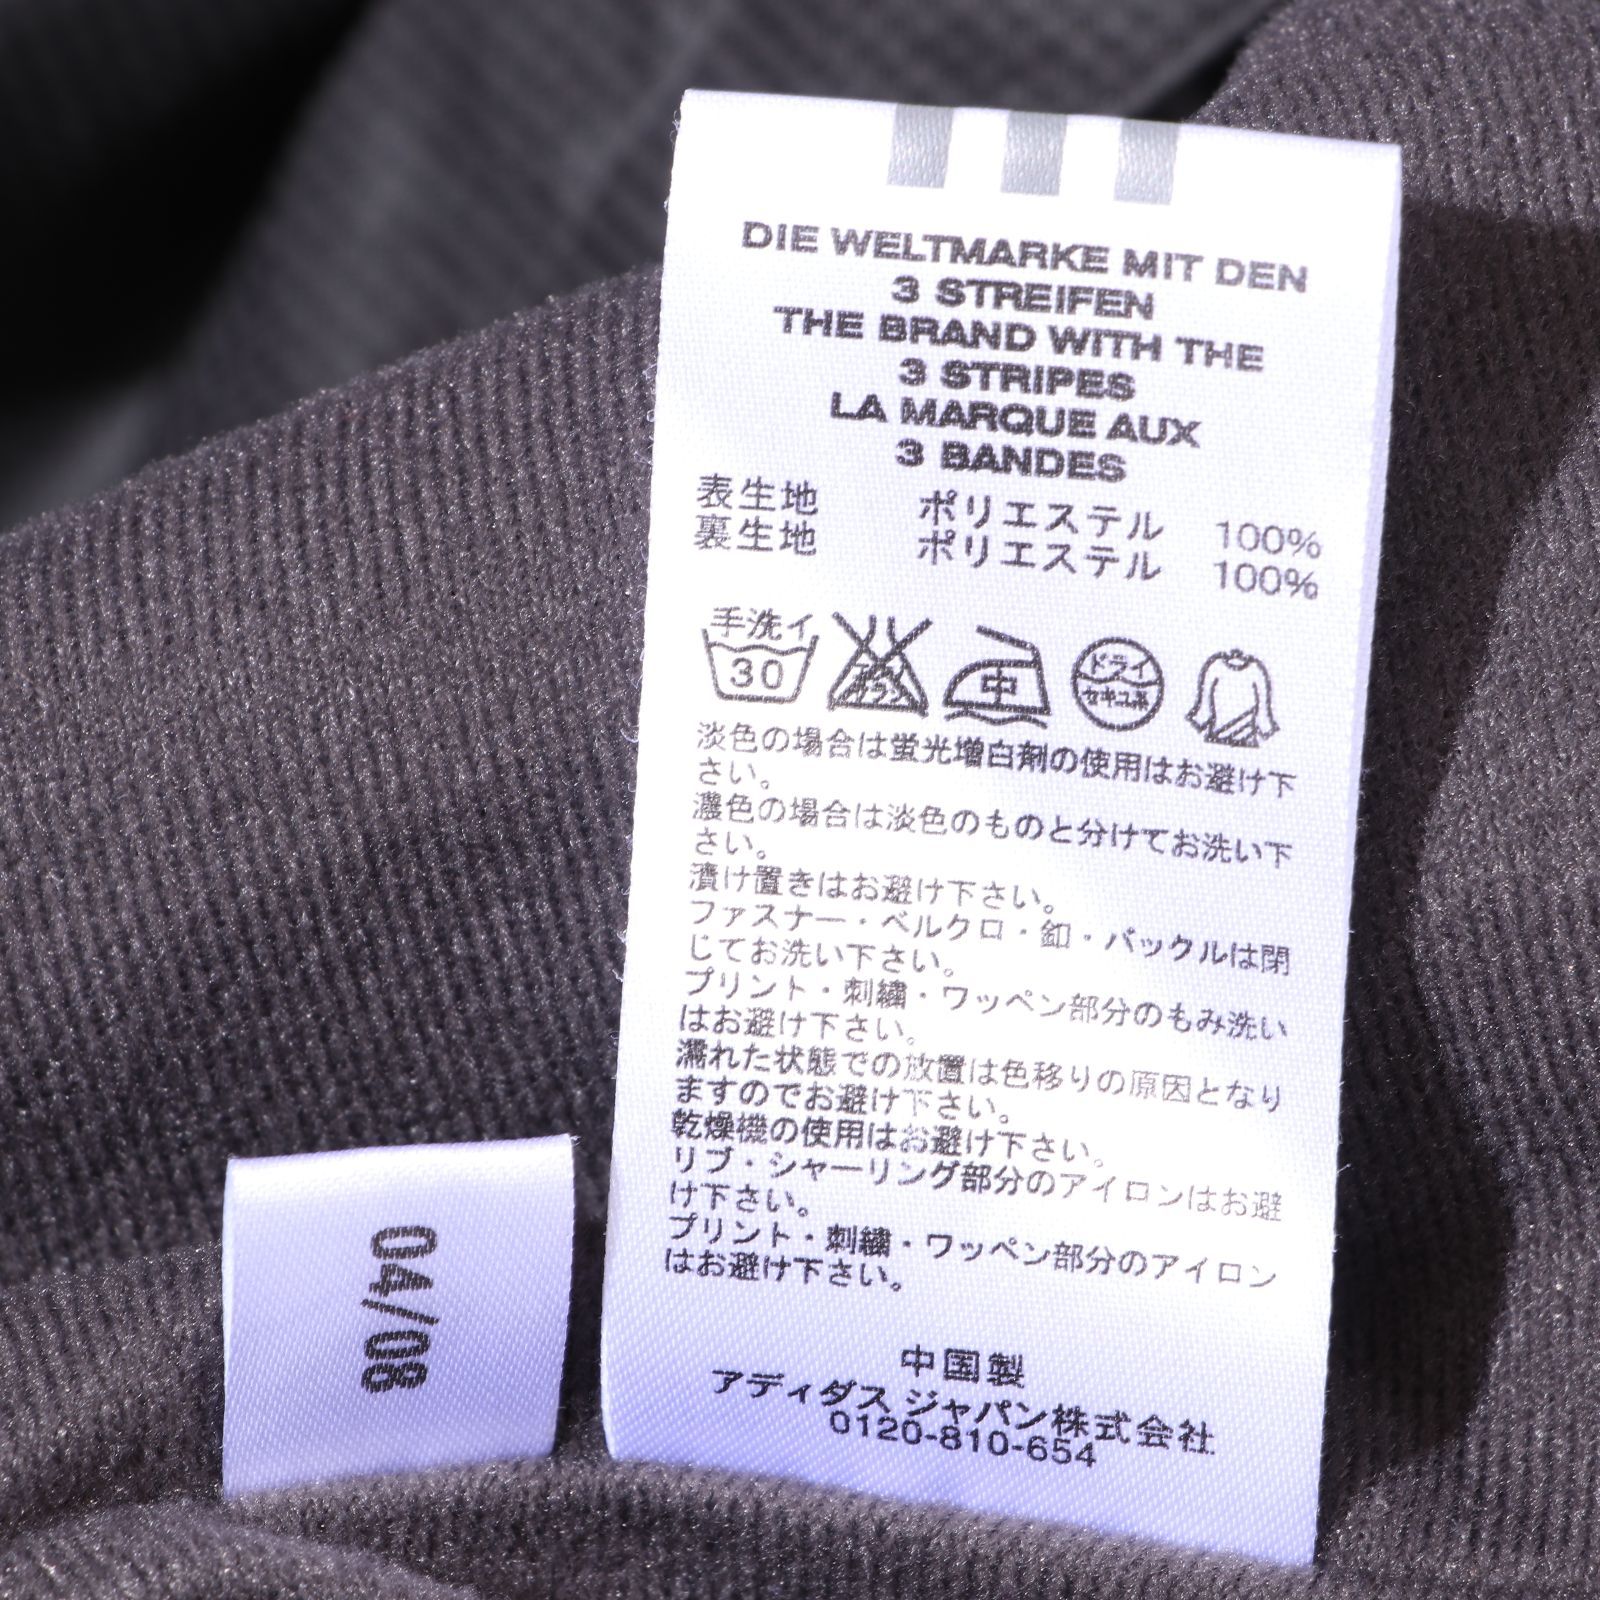 DIE WELTMARKE MIT DEN
3 STREIFEN
THE BRAND WITH THE
3 STRIPES
LA MARQUE AUX
3 BANDES
表生地 ポリエステル 100%
裏生地 ポリエステル 100%
手洗イ
30
エンソ
サラシ
中
ドライ
セキユ系
淡色の場合は蛍光増白剤の使用はお避け下
さい。
濃色の場合は淡色のものと分けてお洗い下
さい。
漬け置きはお避け下さい。
ファスナー・ベルクロ・釦・バックルは閉
じてお洗い下さい。
プリント・刺繍・ワッペン部分のもみ洗い
はお避け下さい。
濡れた状態での放置は色移りの原因となり
ますのでお避け下さい。
乾燥機の使用はお避け下さい。
リブ・シャーリング部分のアイロンはお避
け下さい。
プリント・刺繍・ワッペン部分のアイロン
はお避け下さい。
中国製
アディダス ジャパン株式会社
0120-810-654
04/08